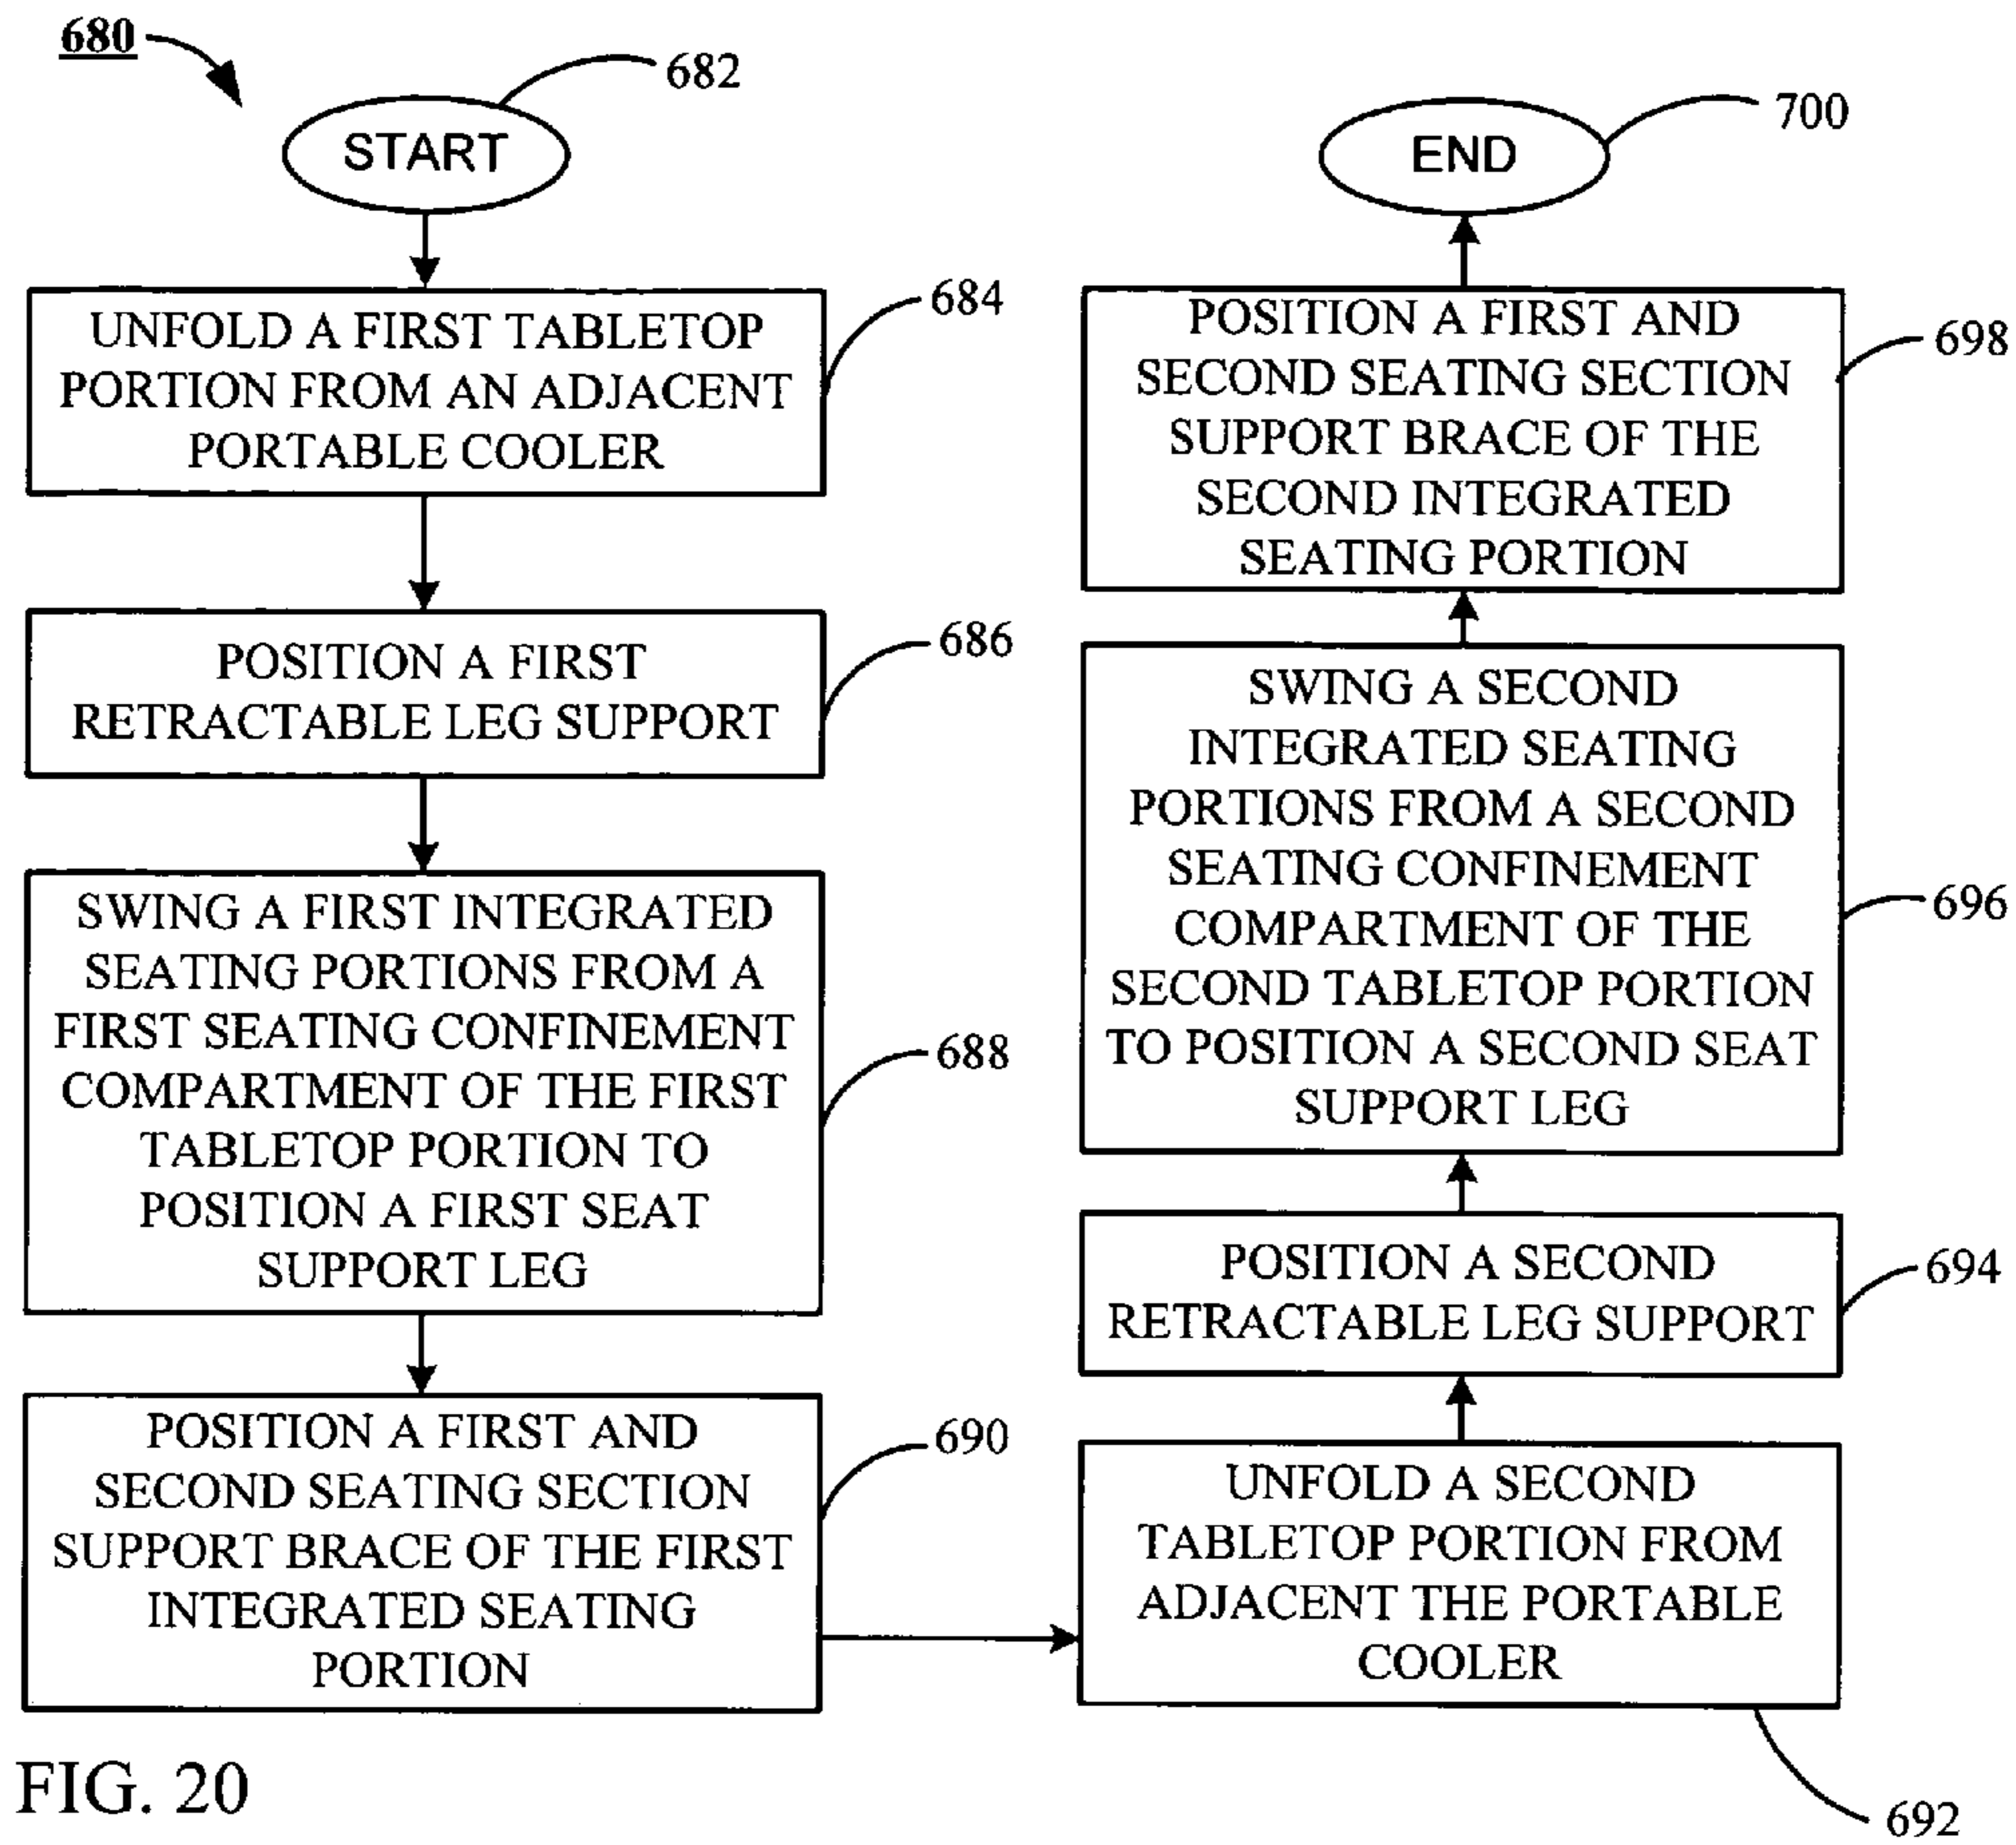 680
682
START
684
UNFOLD A FIRST TABLETOP
PORTION FROM AN ADJACENT
PORTABLE COOLER
686
POSITION A FIRST
RETRACTABLE LEG SUPPORT
688
SWING A FIRST INTEGRATED
SEATING PORTIONS FROM A
FIRST SEATING CONFINEMENT
COMPARTMENT OF THE FIRST
TABLETOP PORTION TO
POSITION A FIRST SEAT
SUPPORT LEG
690
POSITION A FIRST AND
SECOND SEATING SECTION
SUPPORT BRACE OF THE FIRST
INTEGRATED SEATING
PORTION
UNFOLD A SECOND
TABLETOP PORTION FROM
ADJACENT THE PORTABLE
COOLER
692
POSITION A SECOND
RETRACTABLE LEG SUPPORT
694
SWING A SECOND
INTEGRATED SEATING
PORTIONS FROM A SECOND
SEATING CONFINEMENT
COMPARTMENT OF THE
SECOND TABLETOP PORTION
TO POSITION A SECOND SEAT
SUPPORT LEG
696
POSITION A FIRST AND
SECOND SEATING SECTION
SUPPORT BRACE OF THE
SECOND INTEGRATED
SEATING PORTION
698
END
700
FIG. 20